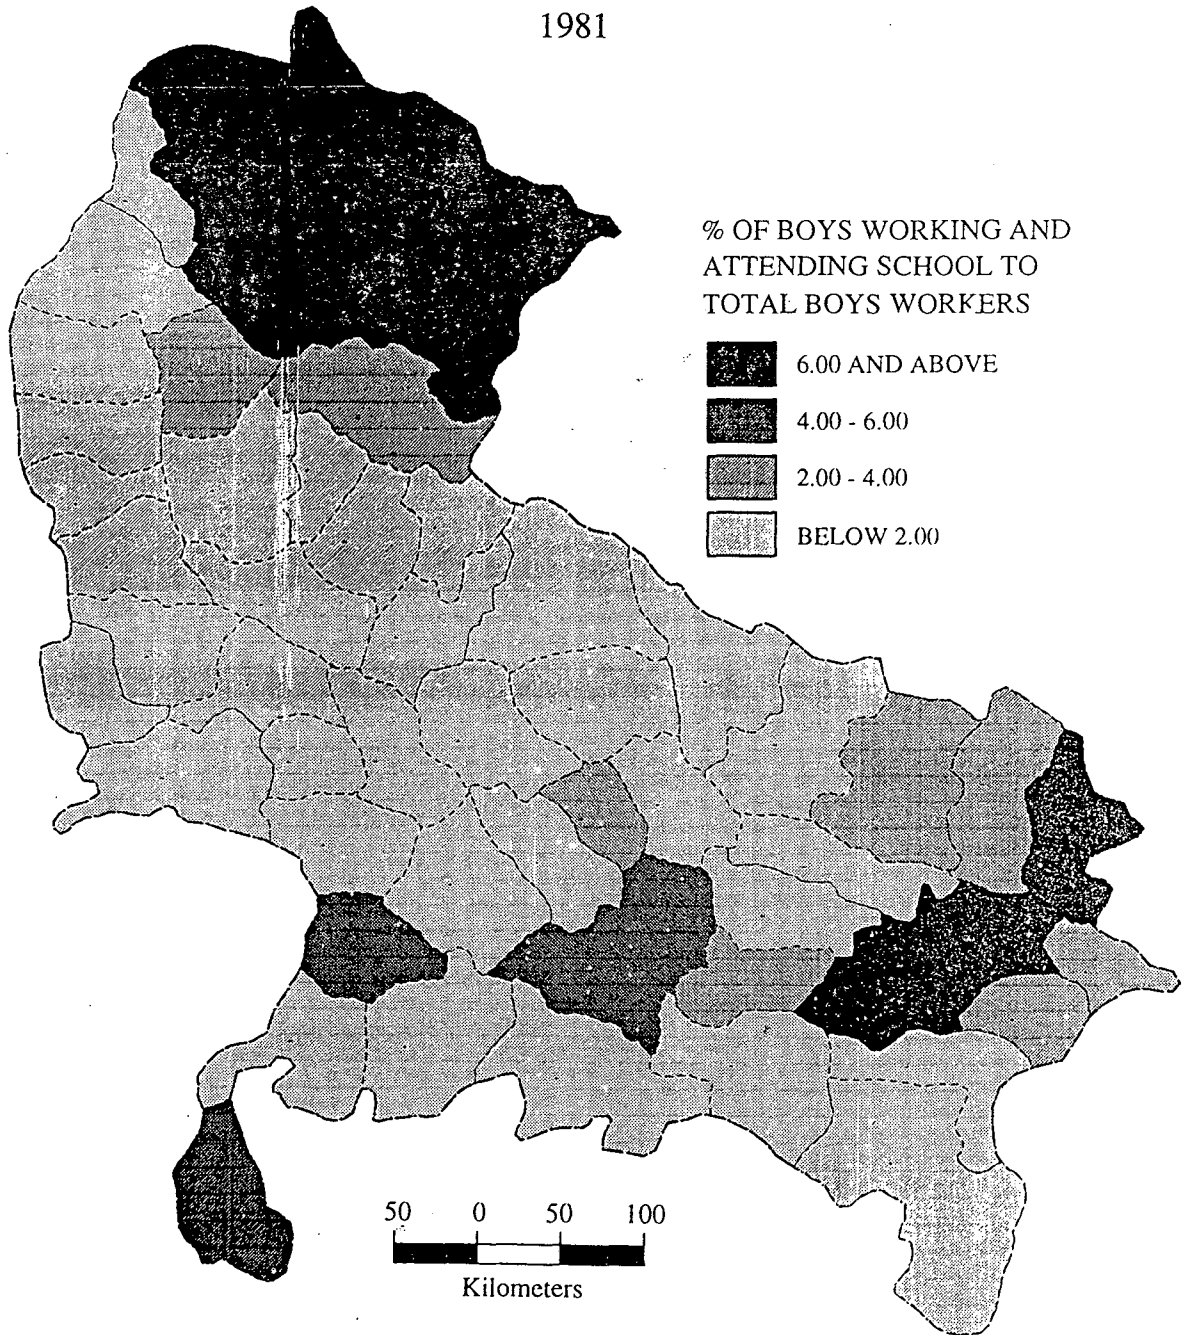 1981
% OF BOYS WORKING AND
ATTENDING SCHOOL TO
TOTAL BOYS WORKERS
6.00 AND ABOVE
4.00 - 6.00
2.00 - 4.00
BELOW 2.00
50 0 50 100
Kilometers